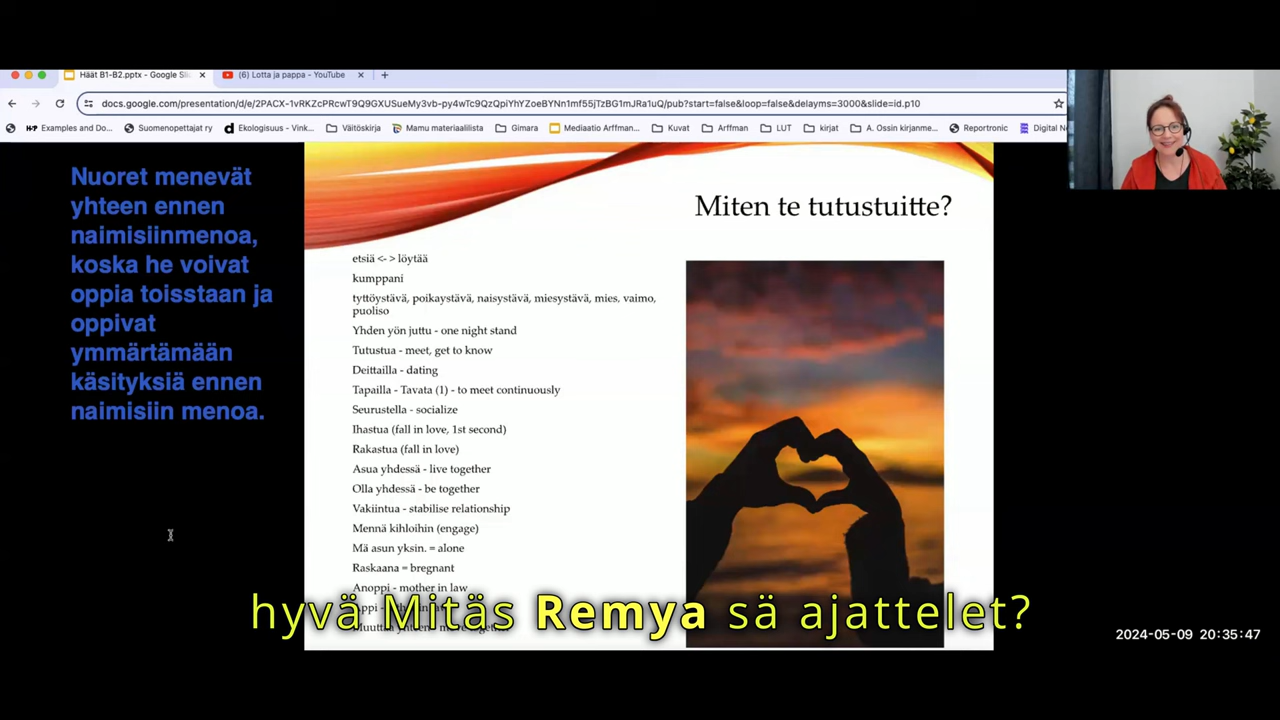 Häät B1-B2.pptx - Google Sli
(6) Lotta ja pappa - YouTube
docs.google.com/presentation/d/e/2PACX-1vRKZcPRcwT9Q9GXUSueMy3vb-py4wTc9QzQpiYhYZoeBYNn1mf55jTzBG1mJRa1uQ/pub?start=false&loop=false&delayms=3000&slide=id.p10
Examples and Do... Suomenopettajat ry Ekologisuus - Vink... Väitöskirja Mamu materiaalilista Gimara Mediaatio Arffman... Kuvat Arffman LUT kirjat A. Ossin kirjanme... Reportronic Digital Ne
Nuoret menevät
yhteen ennen
naimisiinmenoa,
koska he voivat
oppia toisstaan ja
oppivat
ymmärtämään
käsityksiä ennen
naimisiin menoa.
Miten te tutustuitte?
etsiä <- > löytää
kumppani
tyttöystävä, poikaystävä, naisystävä, miesystävä, mies, vaimo,
puoliso
Yhden yön juttu - one night stand
Tutustua - meet, get to know
Deittailla - dating
Tapailla - Tavata (1) - to meet continuously
Seurustella - socialize
Ihastua (fall in love, 1st second)
Rakastua (fall in love)
Asua yhdessä - live together
Olla yhdessä - be together
Vakiintua - stabilise relationship
Mennä kihloihin (engage)
Mä asun yksin. = alone
Raskaana = bregnant
Anoppi - mother in law
hyvä Mitäs Remya sä ajattelet?
2024-05-09 20:35:47